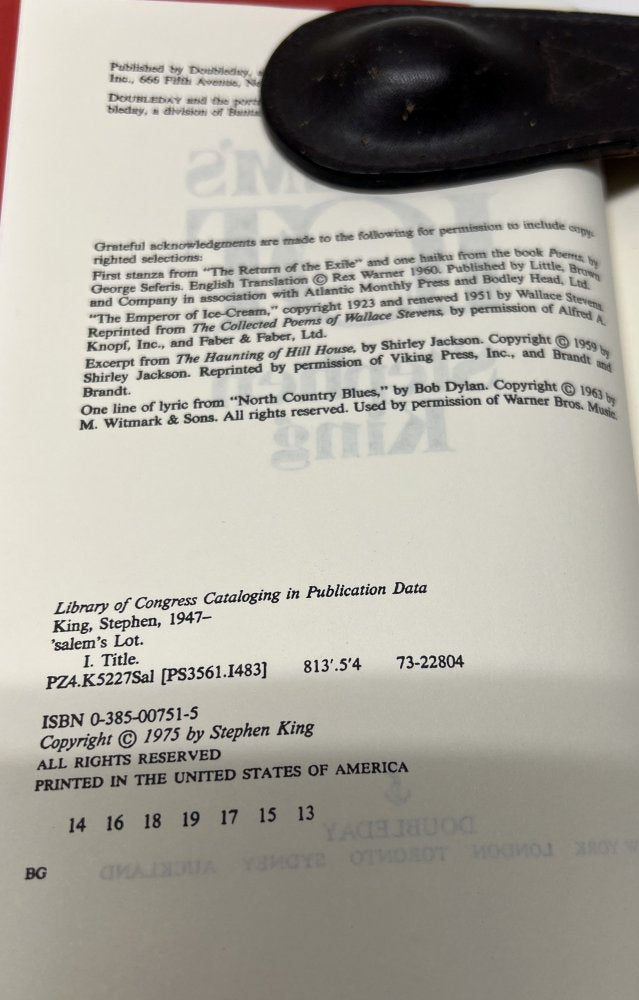 Published by Doubleday, a
Inc., 666 Fifth Avenue,
DOUBLEDAY and the
bleday, a division of
Grateful acknowledgments are made to the following for permission to include copy-
righted selections:
First stanza from “The Return of the Exile” and one haiku from the book Poems, by
George Seferis. English Translation © Rex Warner 1960. Published by Little, Brown
and Company in association with Atlantic Monthly Press and Bodley Head, Ltd.
“The Emperor of Ice-Cream,” copyright 1923 and renewed 1951 by Wallace Stevens
Reprinted from The Collected Poems of Wallace Stevens, by permission of Alfred A.
Knopf, Inc., and Faber & Faber, Ltd.
Excerpt from The Haunting of Hill House, by Shirley Jackson. Copyright © 1959 by
Shirley Jackson. Reprinted by permission of Viking Press, Inc., and Brandt and
Brandt.
One line of lyric from “North Country Blues,” by Bob Dylan. Copyright © 1963 by
M. Witmark & Sons. All rights reserved. Used by permission of Warner Bros. Music.
Library of Congress Cataloging in Publication Data
King, Stephen, 1947–
’salem’s Lot.
I. Title.
PZ4.K5227Sal [PS3561.I483] 813’.5’4 73-22804
ISBN 0-385-00751-5
Copyright © 1975 by Stephen King
ALL RIGHTS RESERVED
PRINTED IN THE UNITED STATES OF AMERICA
14 16 18 19 17 15 13
BG